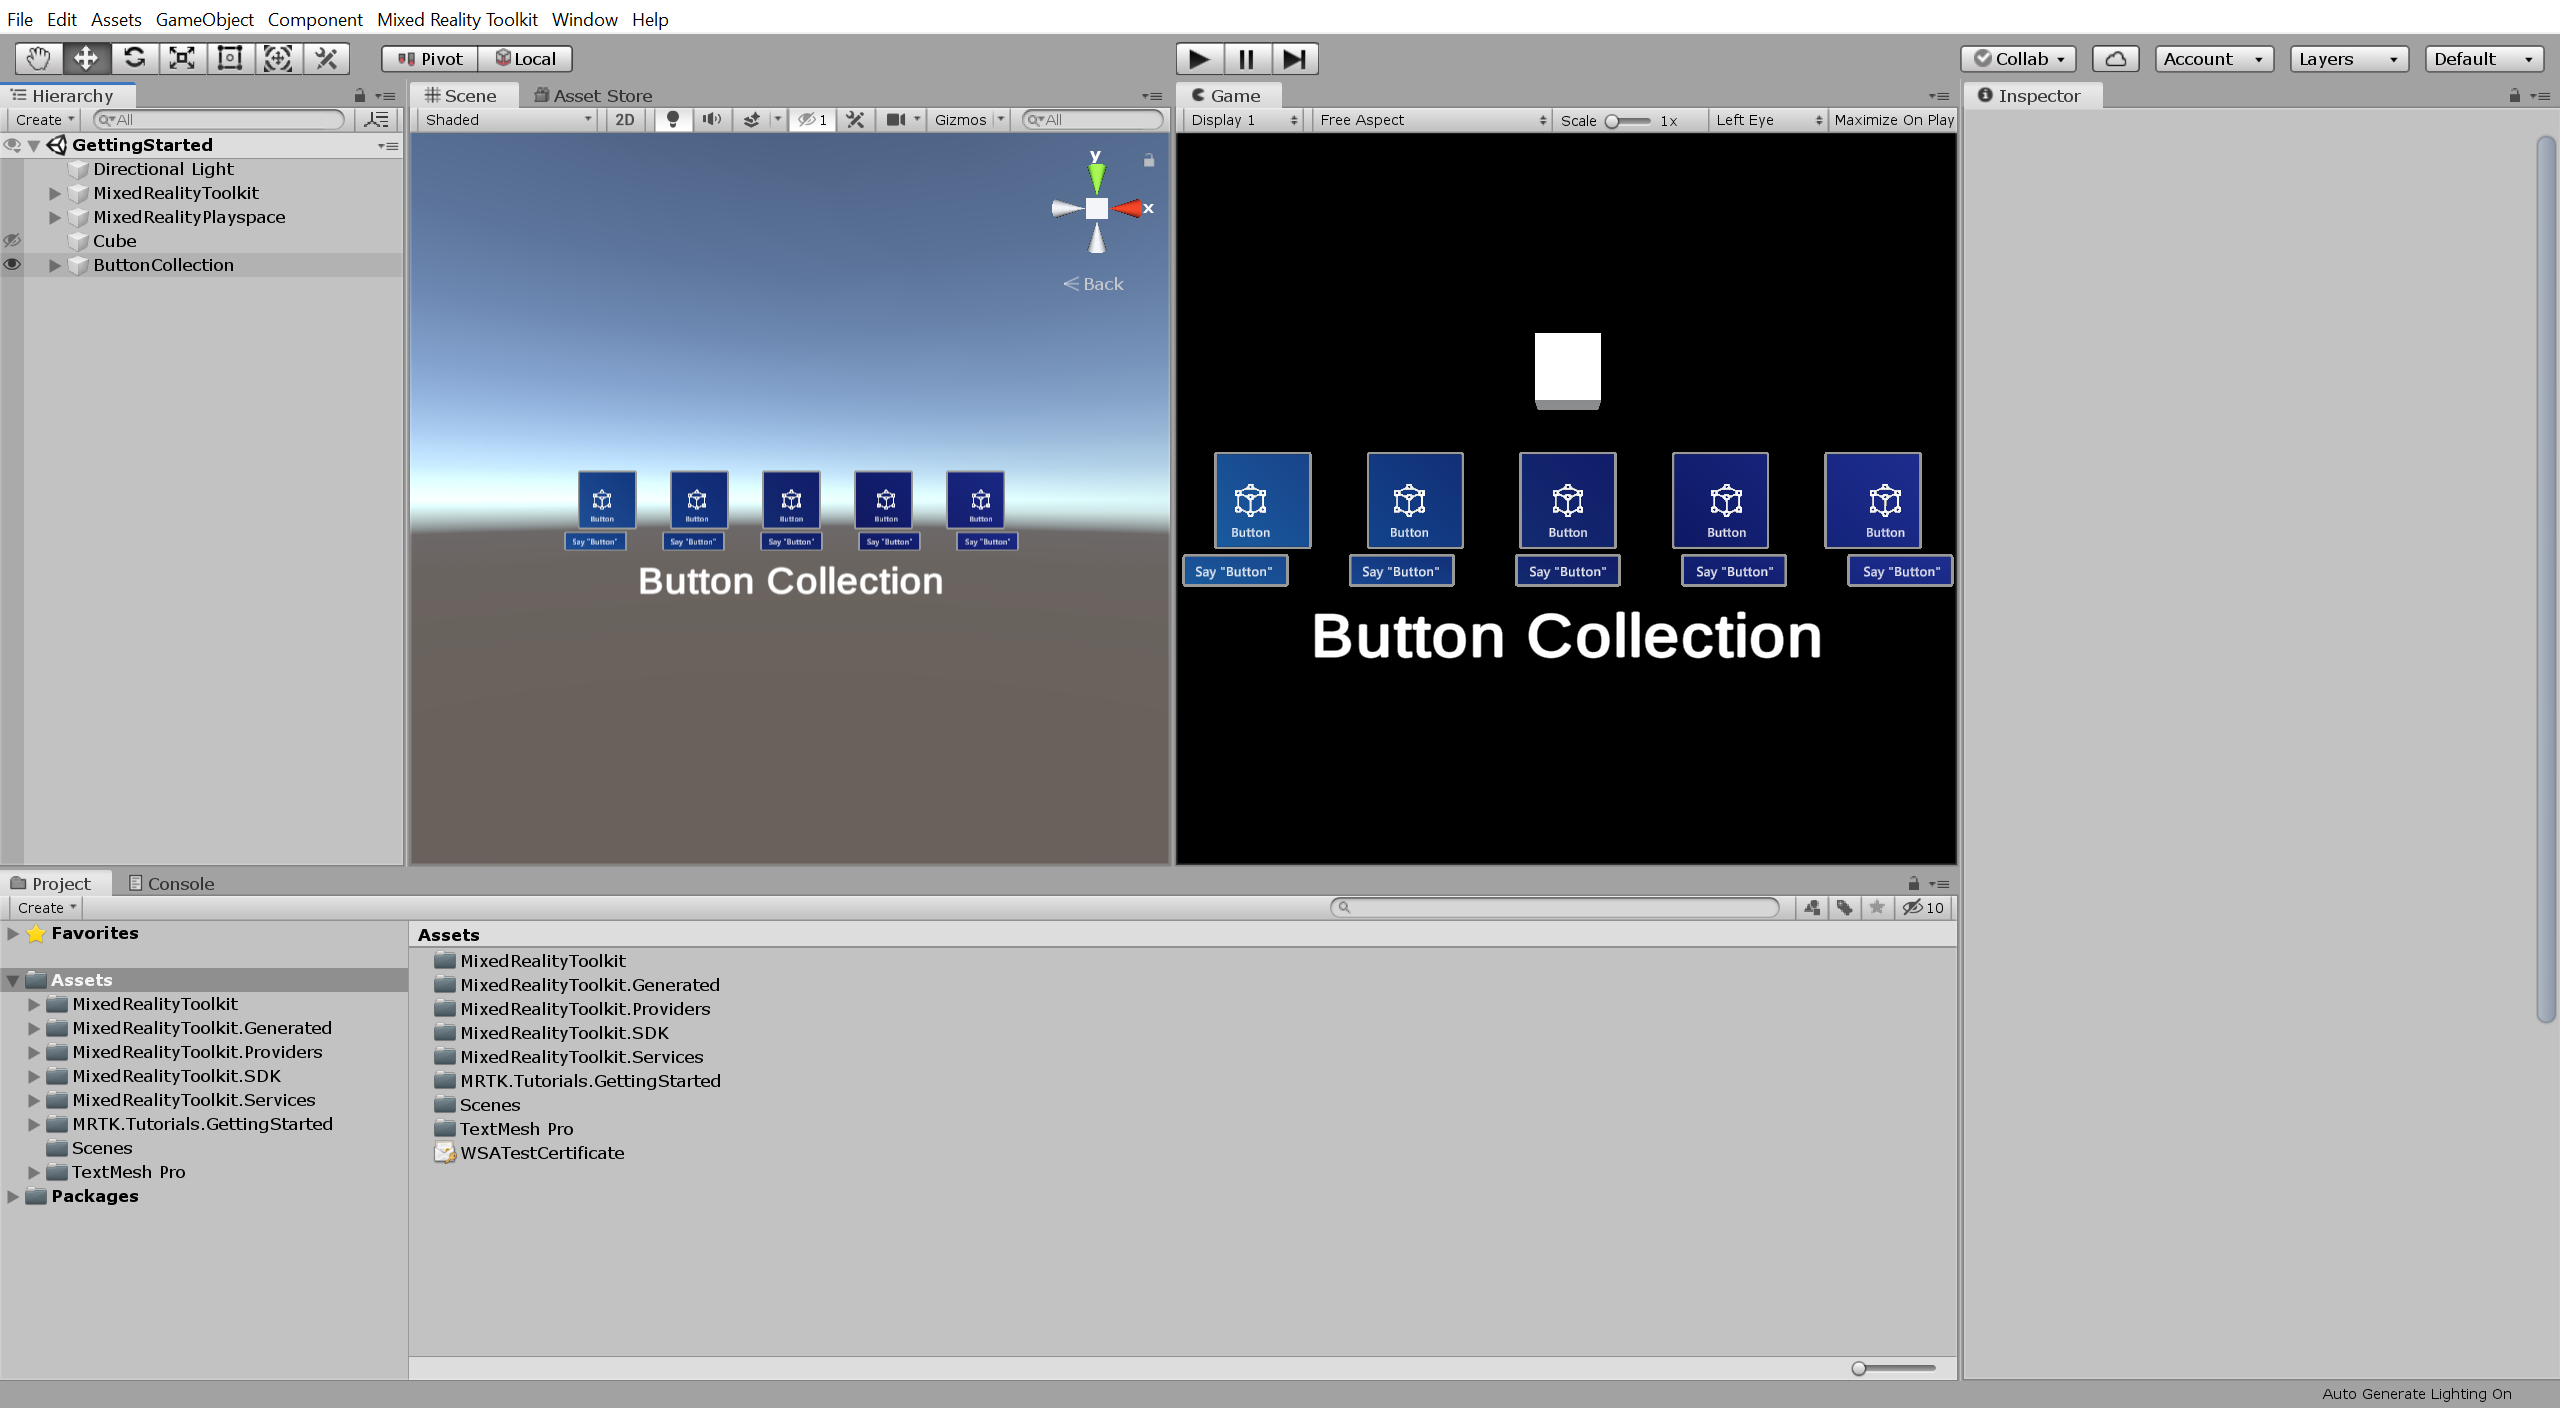 File Edit Assets GameObject Component Mixed Reality Toolkit Window Help
Pivot Local Collab Account Layers Default
Hierarchy
Create All
GettingStarted
Directional Light
MixedRealityToolkit
MixedRealityPlayspace
Cube
ButtonCollection
Scene Asset Store
Shaded 2D 1 Gizmos All
y
x
Back
Button Button Button Button Button
Say "Button" Say "Button" Say "Button" Say "Button" Say "Button"
Button Collection
Game
Display 1 Free Aspect Scale 1x Left Eye Maximize On Play
Button Button Button Button Button
Say "Button" Say "Button" Say "Button" Say "Button" Say "Button"
Button Collection
Inspector
Project Console
Create 10
Favorites
Assets
MixedRealityToolkit
MixedRealityToolkit.Generated
MixedRealityToolkit.Providers
MixedRealityToolkit.SDK
MixedRealityToolkit.Services
MRTK.Tutorials.GettingStarted
Scenes
TextMesh Pro
Packages
Assets
MixedRealityToolkit
MixedRealityToolkit.Generated
MixedRealityToolkit.Providers
MixedRealityToolkit.SDK
MixedRealityToolkit.Services
MRTK.Tutorials.GettingStarted
Scenes
TextMesh Pro
WSATestCertificate
Auto Generate Lighting On